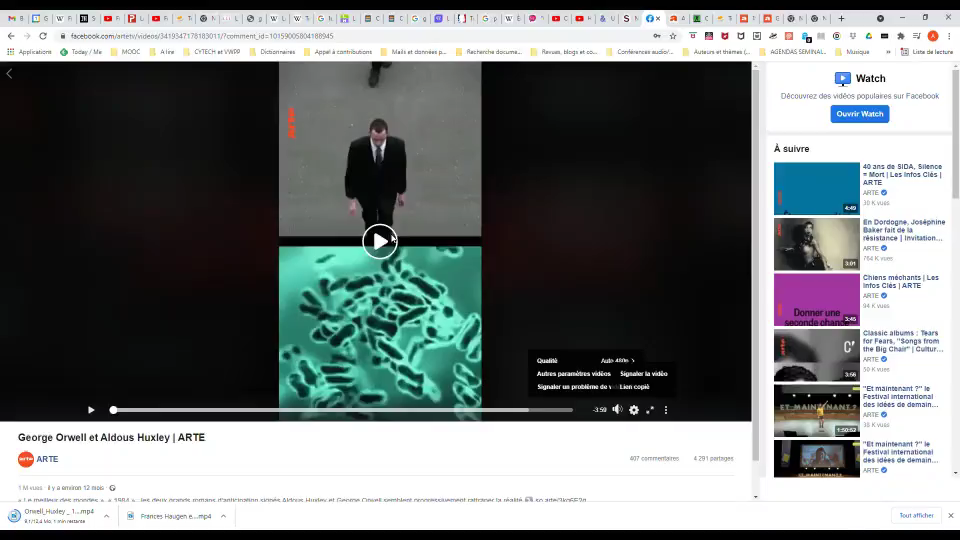 facebook.com/artetv/videos/3419347178183011/?comment_id=10159005804188945
Applications
Today / Me
MOOC
A lire
CYTECH et VWPP
Dictionnaires
Appel à contributions
Mails et données p...
Recherche docume...
Revues, blogs et co...
Conférences audio/...
Auteurs et théories ...
AGENDAS SEMINAI...
Musique
Liste de lecture
arte
Watch
Découvrez des vidéos populaires sur Facebook
Ouvrir Watch
À suivre
40 ans de SIDA, Silence
= Mort | Les Infos Clés |
ARTE
ARTE
30 K vues
4:49
En Dordogne, Joséphine
Baker fait de la
résistance | Invitation...
ARTE
754 K vues
3:01
Chiens méchants | Les
Infos Clés | ARTE
ARTE
94 K vues
Donner une
seconde chance
3:45
Classic albums : Tears
for Fears, "Songs from
the Big Chair" | Cultur...
ARTE
50 K vues
3:56
"Et maintenant ?" le
Festival international
des idées de demain...
ARTE
38 K vues
ET MAINTENANT ?
1:50:52
"Et maintenant ?" le
Festival international
des idées de demain...
ARTE
Qualité
Auto 480p
Autres paramètres vidéos
Signaler la vidéo
Signaler un problème de v
Lien copié
-3:59
George Orwell et Aldous Huxley | ARTE
arte
ARTE
407 commentaires
4 291 partages
1 M vues · il y a environ 12 mois
« Le meilleur des mondes », « 1984 » : les deux grands romans d'anticipation signés Aldous Huxley et George Orwell semblent progressivement rattraper la réalité
Orwell_Huxley _ 1....mp4
9,1/12,4 Mo, 1 min restante
Frances Haugen e....mp4
Tout afficher